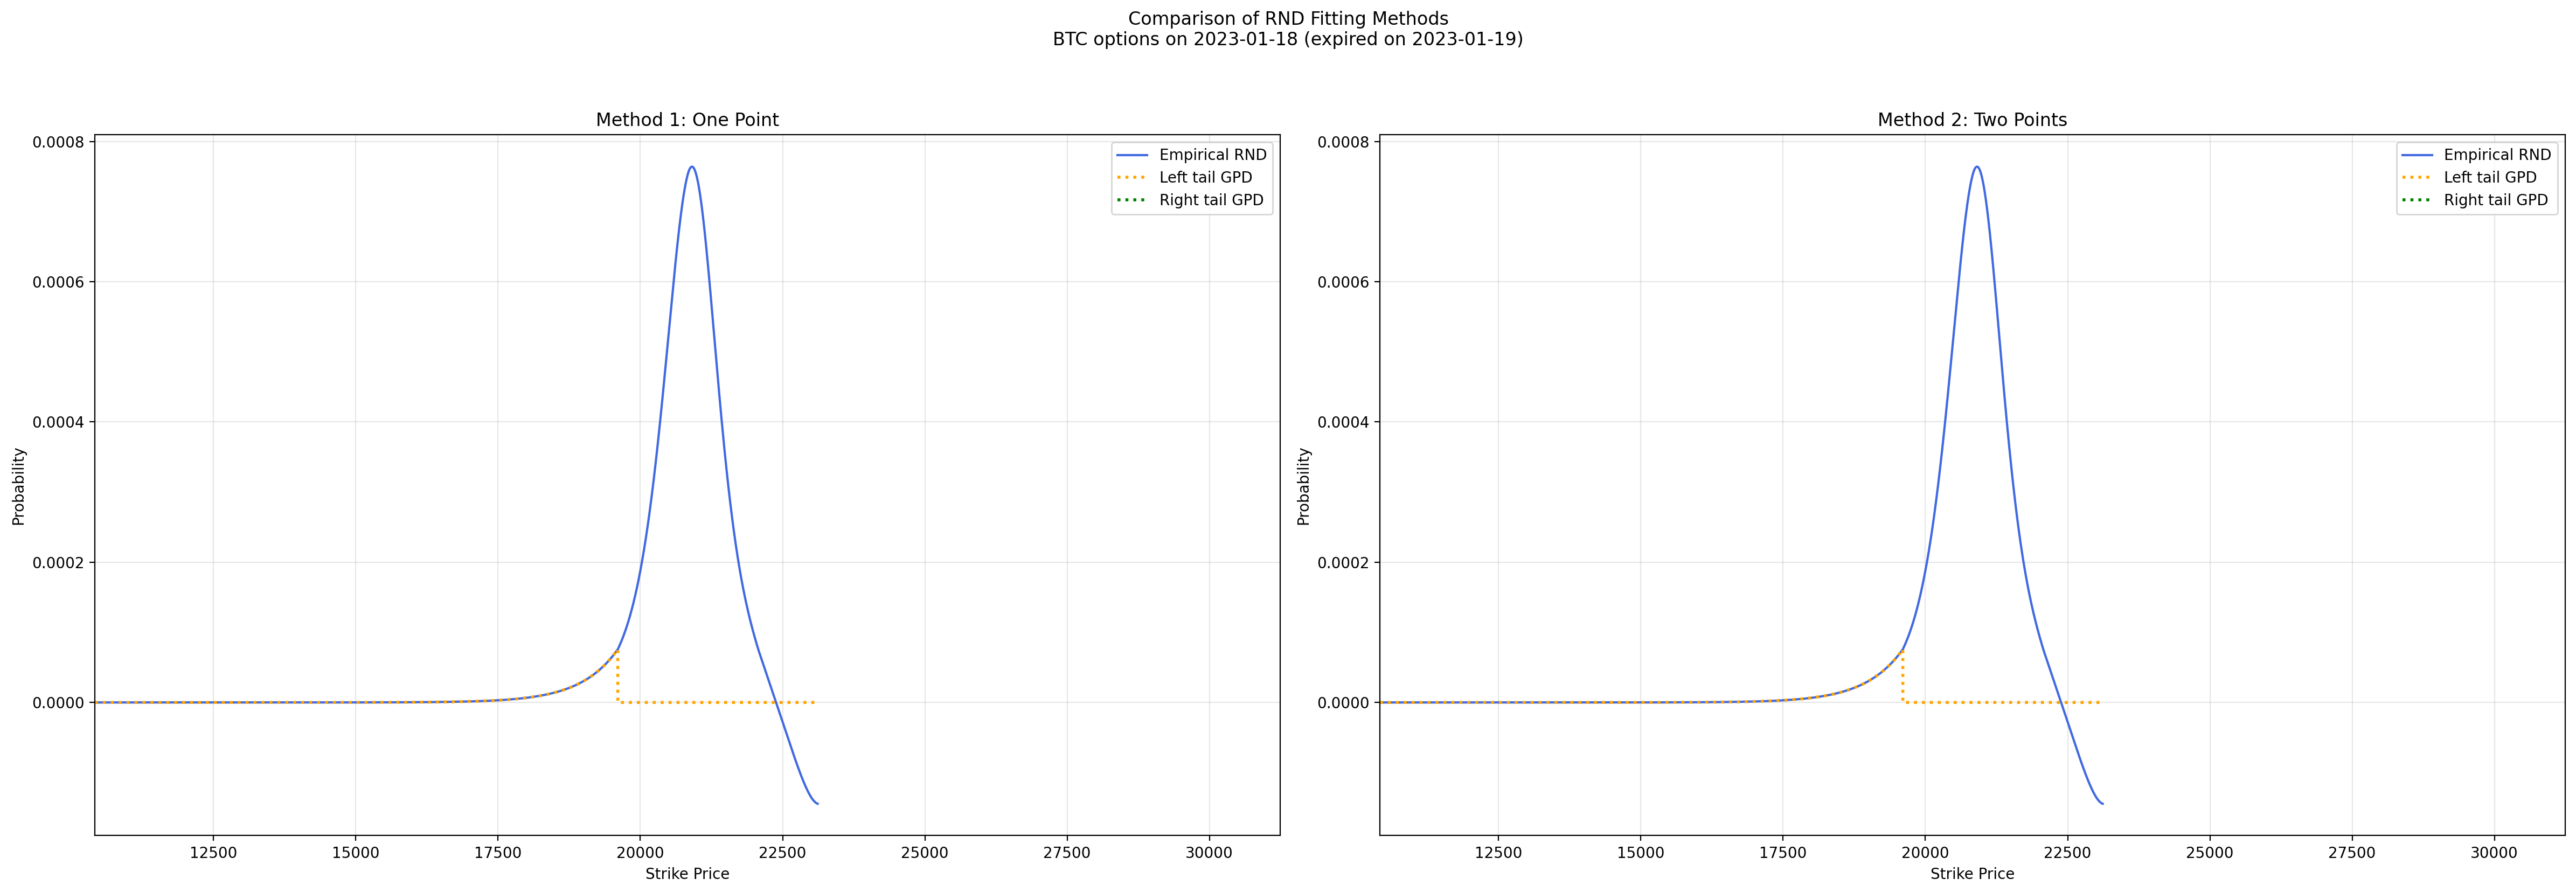 Comparison of RND Fitting Methods
BTC options on 2023-01-18 (expired on 2023-01-19)
Method 1: One Point
0.0008
0.0006
0.0004
0.0002
0.0000
Probability
Empirical RND
Left tail GPD
Right tail GPD
12500 15000 17500 20000 22500 25000 27500 30000
Strike Price
Method 2: Two Points
0.0008
0.0006
0.0004
0.0002
0.0000
Probability
Empirical RND
Left tail GPD
Right tail GPD
12500 15000 17500 20000 22500 25000 27500 30000
Strike Price